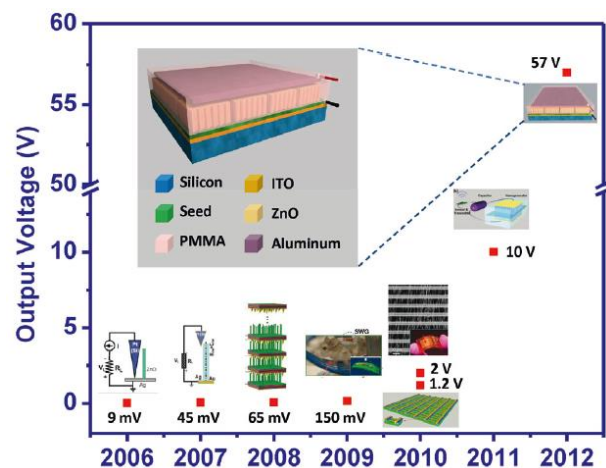 Output Voltage (V)
60
55
50
10
5
0
57 V
Silicon
ITO
Seed
ZnO
PMMA
Aluminum
10 V
SWG
2 V
1.2 V
9 mV
45 mV
65 mV
150 mV
2006
2007
2008
2009
2010
2011
2012